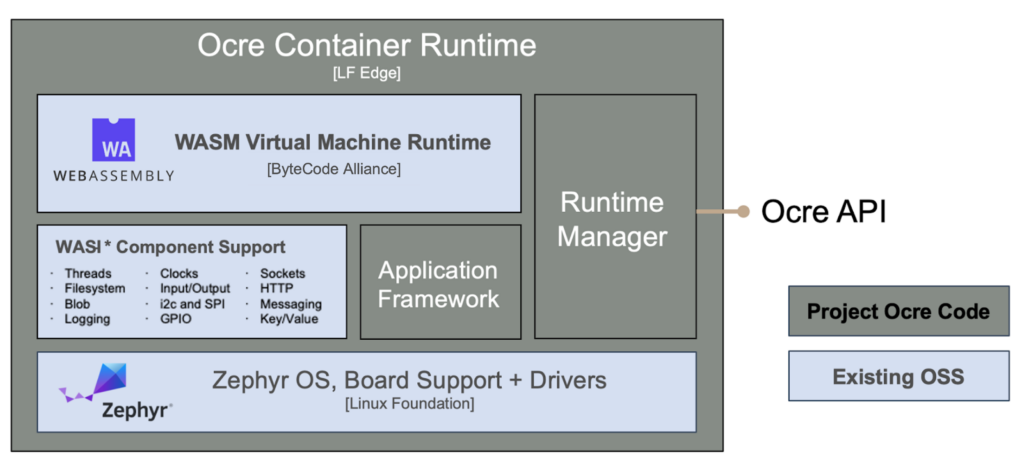 Ocre Container Runtime
[LF Edge]
WA
WEBASSEMBLY
WASM Virtual Machine Runtime
[ByteCode Alliance]
WASI* Component Support
· Threads
· Filesystem
· Blob
· Logging
· Clocks
· Input/Output
· i2c and SPI
· GPIO
· Sockets
· HTTP
· Messaging
· Key/Value
Application
Framework
Runtime
Manager
Ocre API
Zephyr®
Zephyr OS, Board Support + Drivers
[Linux Foundation]
Project Ocre Code
Existing OSS